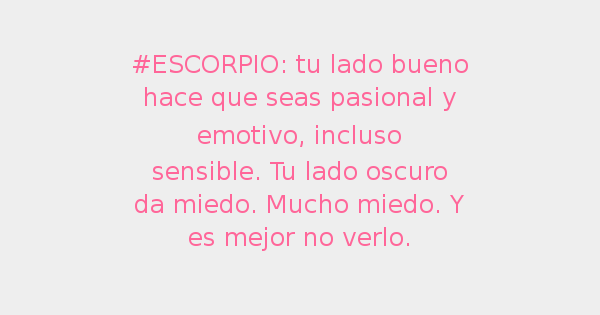 #ESCORPIO: tu lado bueno
hace que seas pasional y
emotivo, incluso
sensible. Tu lado oscuro
da miedo. Mucho miedo. Y
es mejor no verlo.